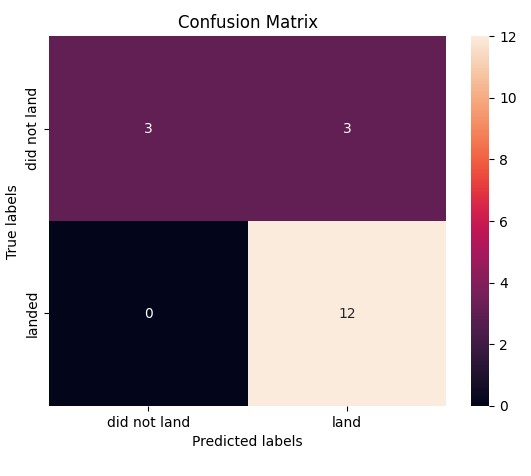 Confusion Matrix
True labels
did not land
landed
3
3
0
12
did not land
land
Predicted labels
12
10
8
6
4
2
0